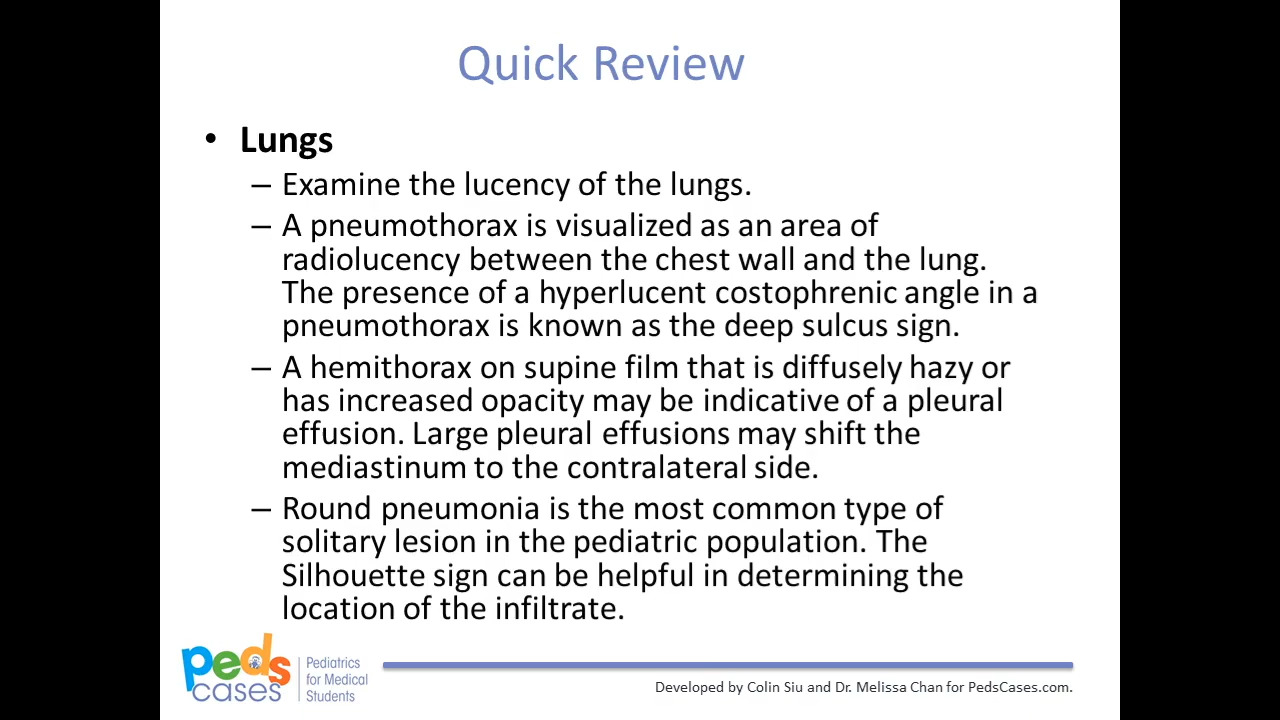 Quick Review
• Lungs
– Examine the lucency of the lungs.
– A pneumothorax is visualized as an area of
radiolucency between the chest wall and the lung.
The presence of a hyperlucent costophrenic angle in a
pneumothorax is known as the deep sulcus sign.
– A hemithorax on supine film that is diffusely hazy or
has increased opacity may be indicative of a pleural
effusion. Large pleural effusions may shift the
mediastinum to the contralateral side.
– Round pneumonia is the most common type of
solitary lesion in the pediatric population. The
Silhouette sign can be helpful in determining the
location of the infiltrate.
peds
cases
Pediatrics
for Medical
Students
Developed by Colin Siu and Dr. Melissa Chan for PedsCases.com.